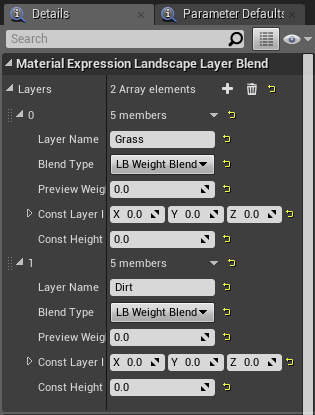 Details
Parameter Defaults
Search
Material Expression Landscape Layer Blend
Layers 2 Array elements
0 5 members
Layer Name Grass
Blend Type LB Weight Blend
Preview Weig 0.0
Const Layer I X 0.0 Y 0.0 Z 0.0
Const Height 0.0
1 5 members
Layer Name Dirt
Blend Type LB Weight Blend
Preview Weig 0.0
Const Layer I X 0.0 Y 0.0 Z 0.0
Const Height 0.0